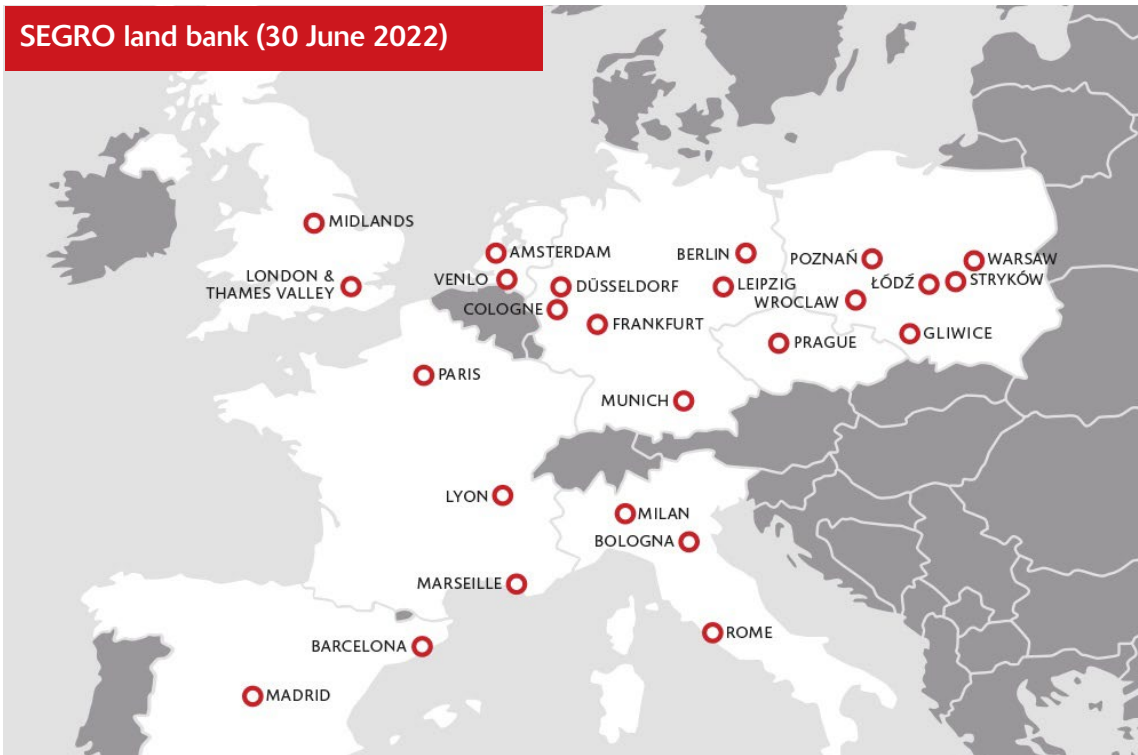 SEGRO land bank (30 June 2022)
MIDLANDS
LONDON &
THAMES VALLEY
AMSTERDAM
VENLO
DÜSSELDORF
COLOGNE
FRANKFURT
BERLIN
LEIPZIG
POZNAŃ
WROCLAW
ŁÓDŹ
WARSAW
STRYKÓW
GLIWICE
PRAGUE
PARIS
MUNICH
LYON
MILAN
BOLOGNA
MARSEILLE
ROME
BARCELONA
MADRID